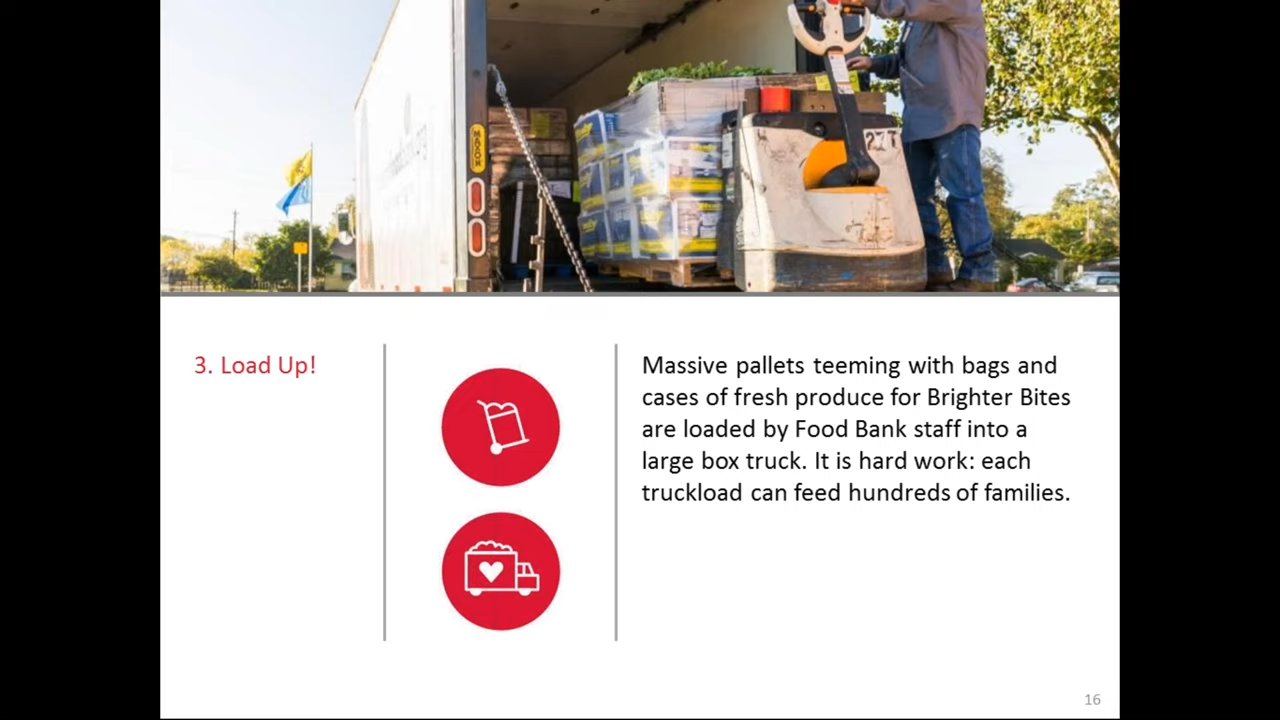 MAXON
3. Load Up!
Massive pallets teeming with bags and
cases of fresh produce for Brighter Bites
are loaded by Food Bank staff into a
large box truck. It is hard work: each
truckload can feed hundreds of families.
16